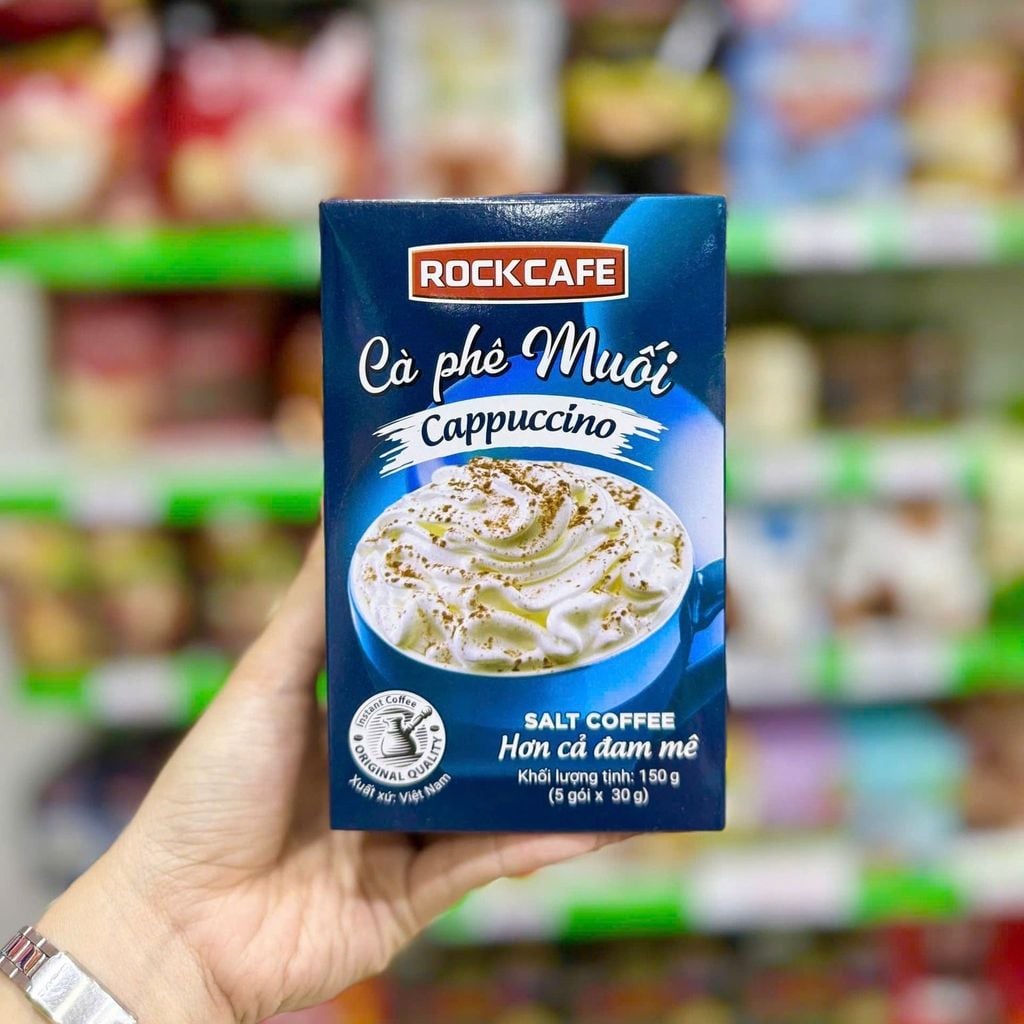 ROCKCAFE
Cà phê Muối
Cappuccino
Instant Coffee
ORIGINAL QUALITY
Xuất xứ: Việt Nam
SALT COFFEE
Hơn cả đam mê
Khối lượng tịnh: 150 g
(5 gói x 30 g)